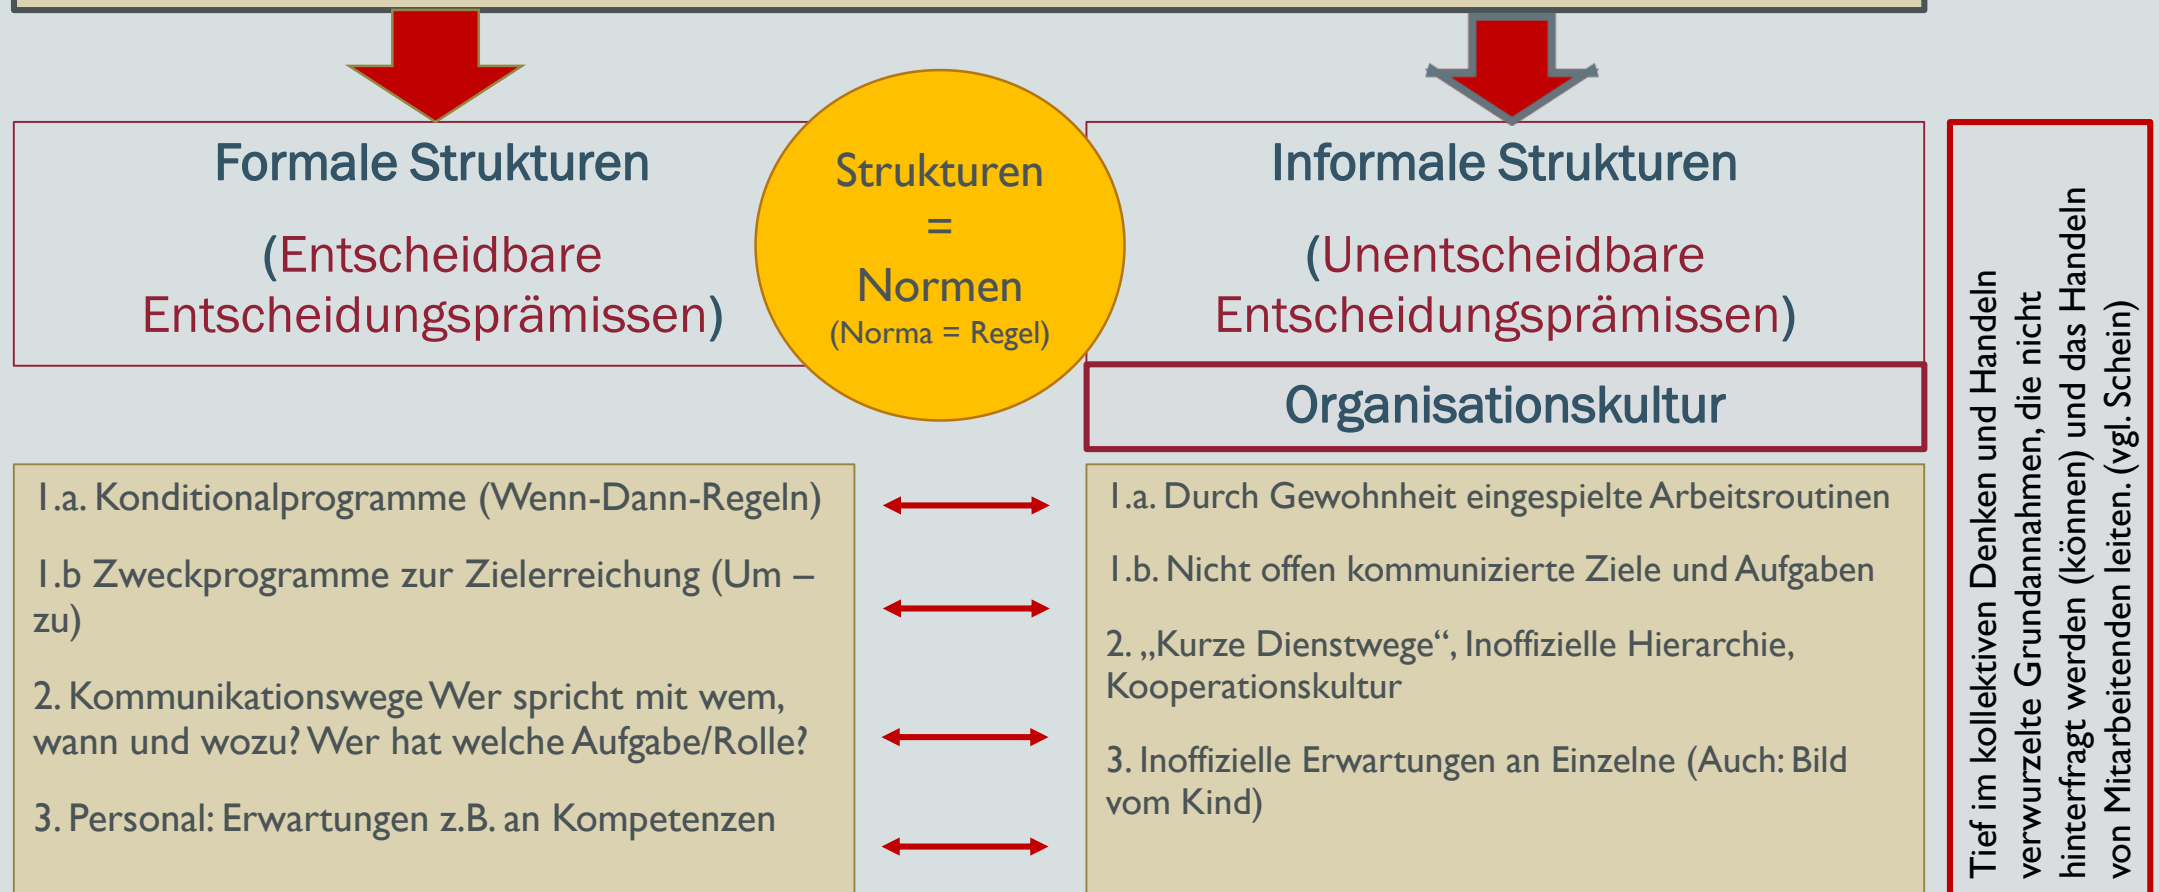 Formale Strukturen
(Entscheidbare
Entscheidungsprämissen)
Strukturen
=
Normen
(Norma = Regel)
Informale Strukturen
(Unentscheidbare
Entscheidungsprämissen)
Organisationskultur
1.a. Konditionalprogramme (Wenn-Dann-Regeln)
1.b Zweckprogramme zur Zielerreichung (Um –
zu)
2. Kommunikationswege Wer spricht mit wem,
wann und wozu? Wer hat welche Aufgabe/Rolle?
3. Personal: Erwartungen z.B. an Kompetenzen
1.a. Durch Gewohnheit eingespielte Arbeitsroutinen
1.b. Nicht offen kommunizierte Ziele und Aufgaben
2. „Kurze Dienstwege“, Inoffizielle Hierarchie,
Kooperationskultur
3. Inoffizielle Erwartungen an Einzelne (Auch: Bild
vom Kind)
Tief im kollektiven Denken und Handeln
verwurzelte Grundannahmen, die nicht
hinterfragt werden (können) und das Handeln
von Mitarbeitenden leiten. (vgl. Schein)